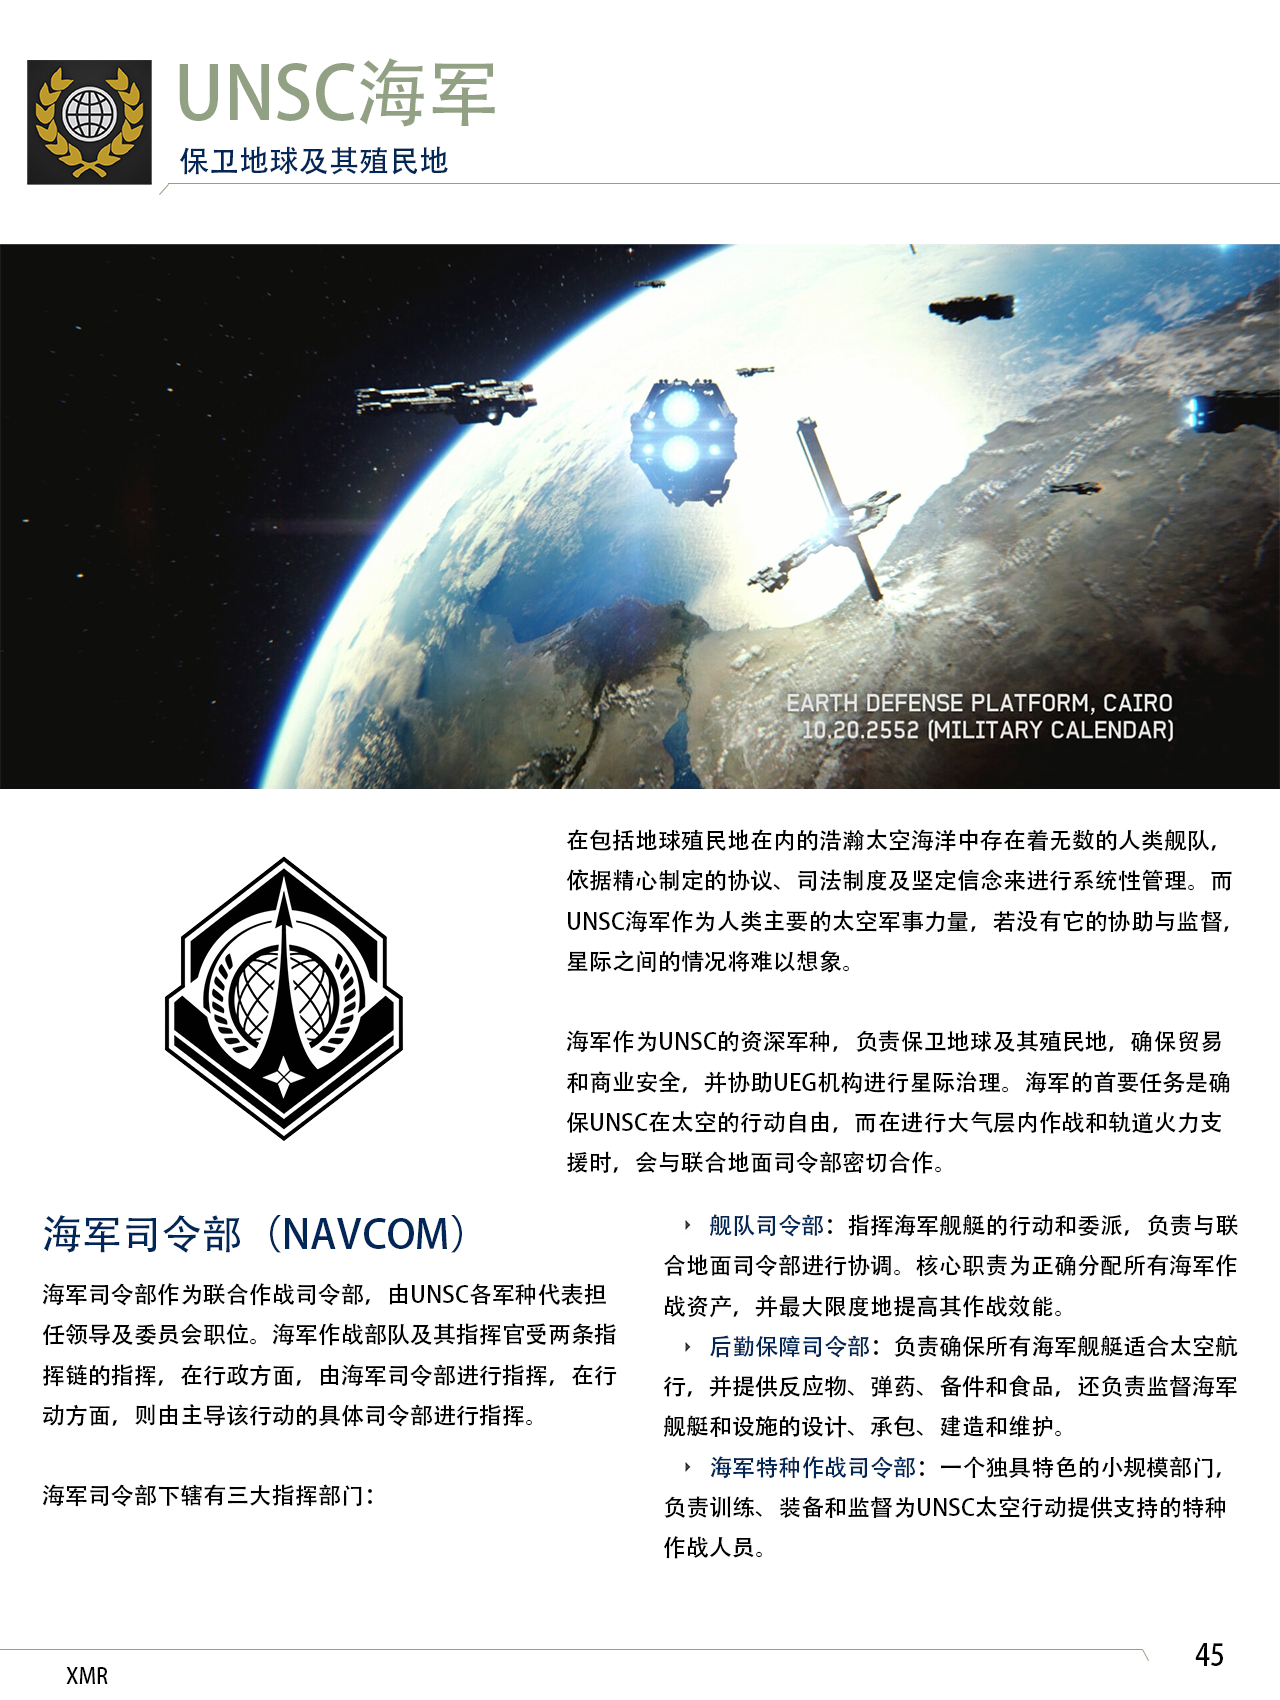 UNSC海军
保卫地球及其殖民地
EARTH DEFENSE PLATFORM, CAIRO
10.20.2552 (MILITARY CALENDAR)
在包括地球殖民地在内的浩瀚太空海洋中存在着无数的人类舰队，
依据精心制定的协议、司法制度及坚定信念来进行系统性管理。而
UNSC海军作为人类主要的太空军事力量，若没有它的协助与监督，
星际之间的情况将难以想象。
海军作为UNSC的资深军种，负责保卫地球及其殖民地，确保贸易
和商业安全，并协助UEG机构进行星际治理。海军的首要任务是确
保UNSC在太空的行动自由，而在进行大气层内作战和轨道火力支
援时，会与联合地面司令部密切合作。
海军司令部（NAVCOM）
海军司令部作为联合作战司令部，由UNSC各军种代表担
任领导及委员会职位。海军作战部队及其指挥官受两条指
挥链的指挥，在行政方面，由海军司令部进行指挥，在行
动方面，则由主导该行动的具体司令部进行指挥。
海军司令部下辖有三大指挥部门：
舰队司令部：指挥海军舰艇的行动和委派，负责与联
合地面司令部进行协调。核心职责为正确分配所有海军作
战资产，并最大限度地提高其作战效能。
后勤保障司令部：负责确保所有海军舰艇适合太空航
行，并提供反应物、弹药、备件和食品，还负责监督海军
舰艇和设施的设计、承包、建造和维护。
海军特种作战司令部：一个独具特色的小规模部门，
负责训练、装备和监督为UNSC太空行动提供支持的特种
作战人员。
45
XMR